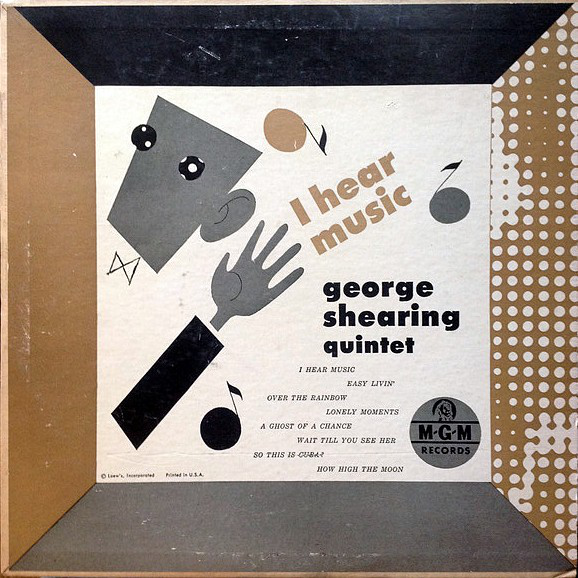 I hear
music
george
shearing
quintet
I HEAR MUSIC
EASY LIVIN'
OVER THE RAINBOW
LONELY MOMENTS
A GHOST OF A CHANCE
WAIT TILL YOU SEE HER
SO THIS IS CUBA?
HOW HIGH THE MOON
M-G-M
RECORDS
© Loew's, Incorporated Printed in U.S.A.